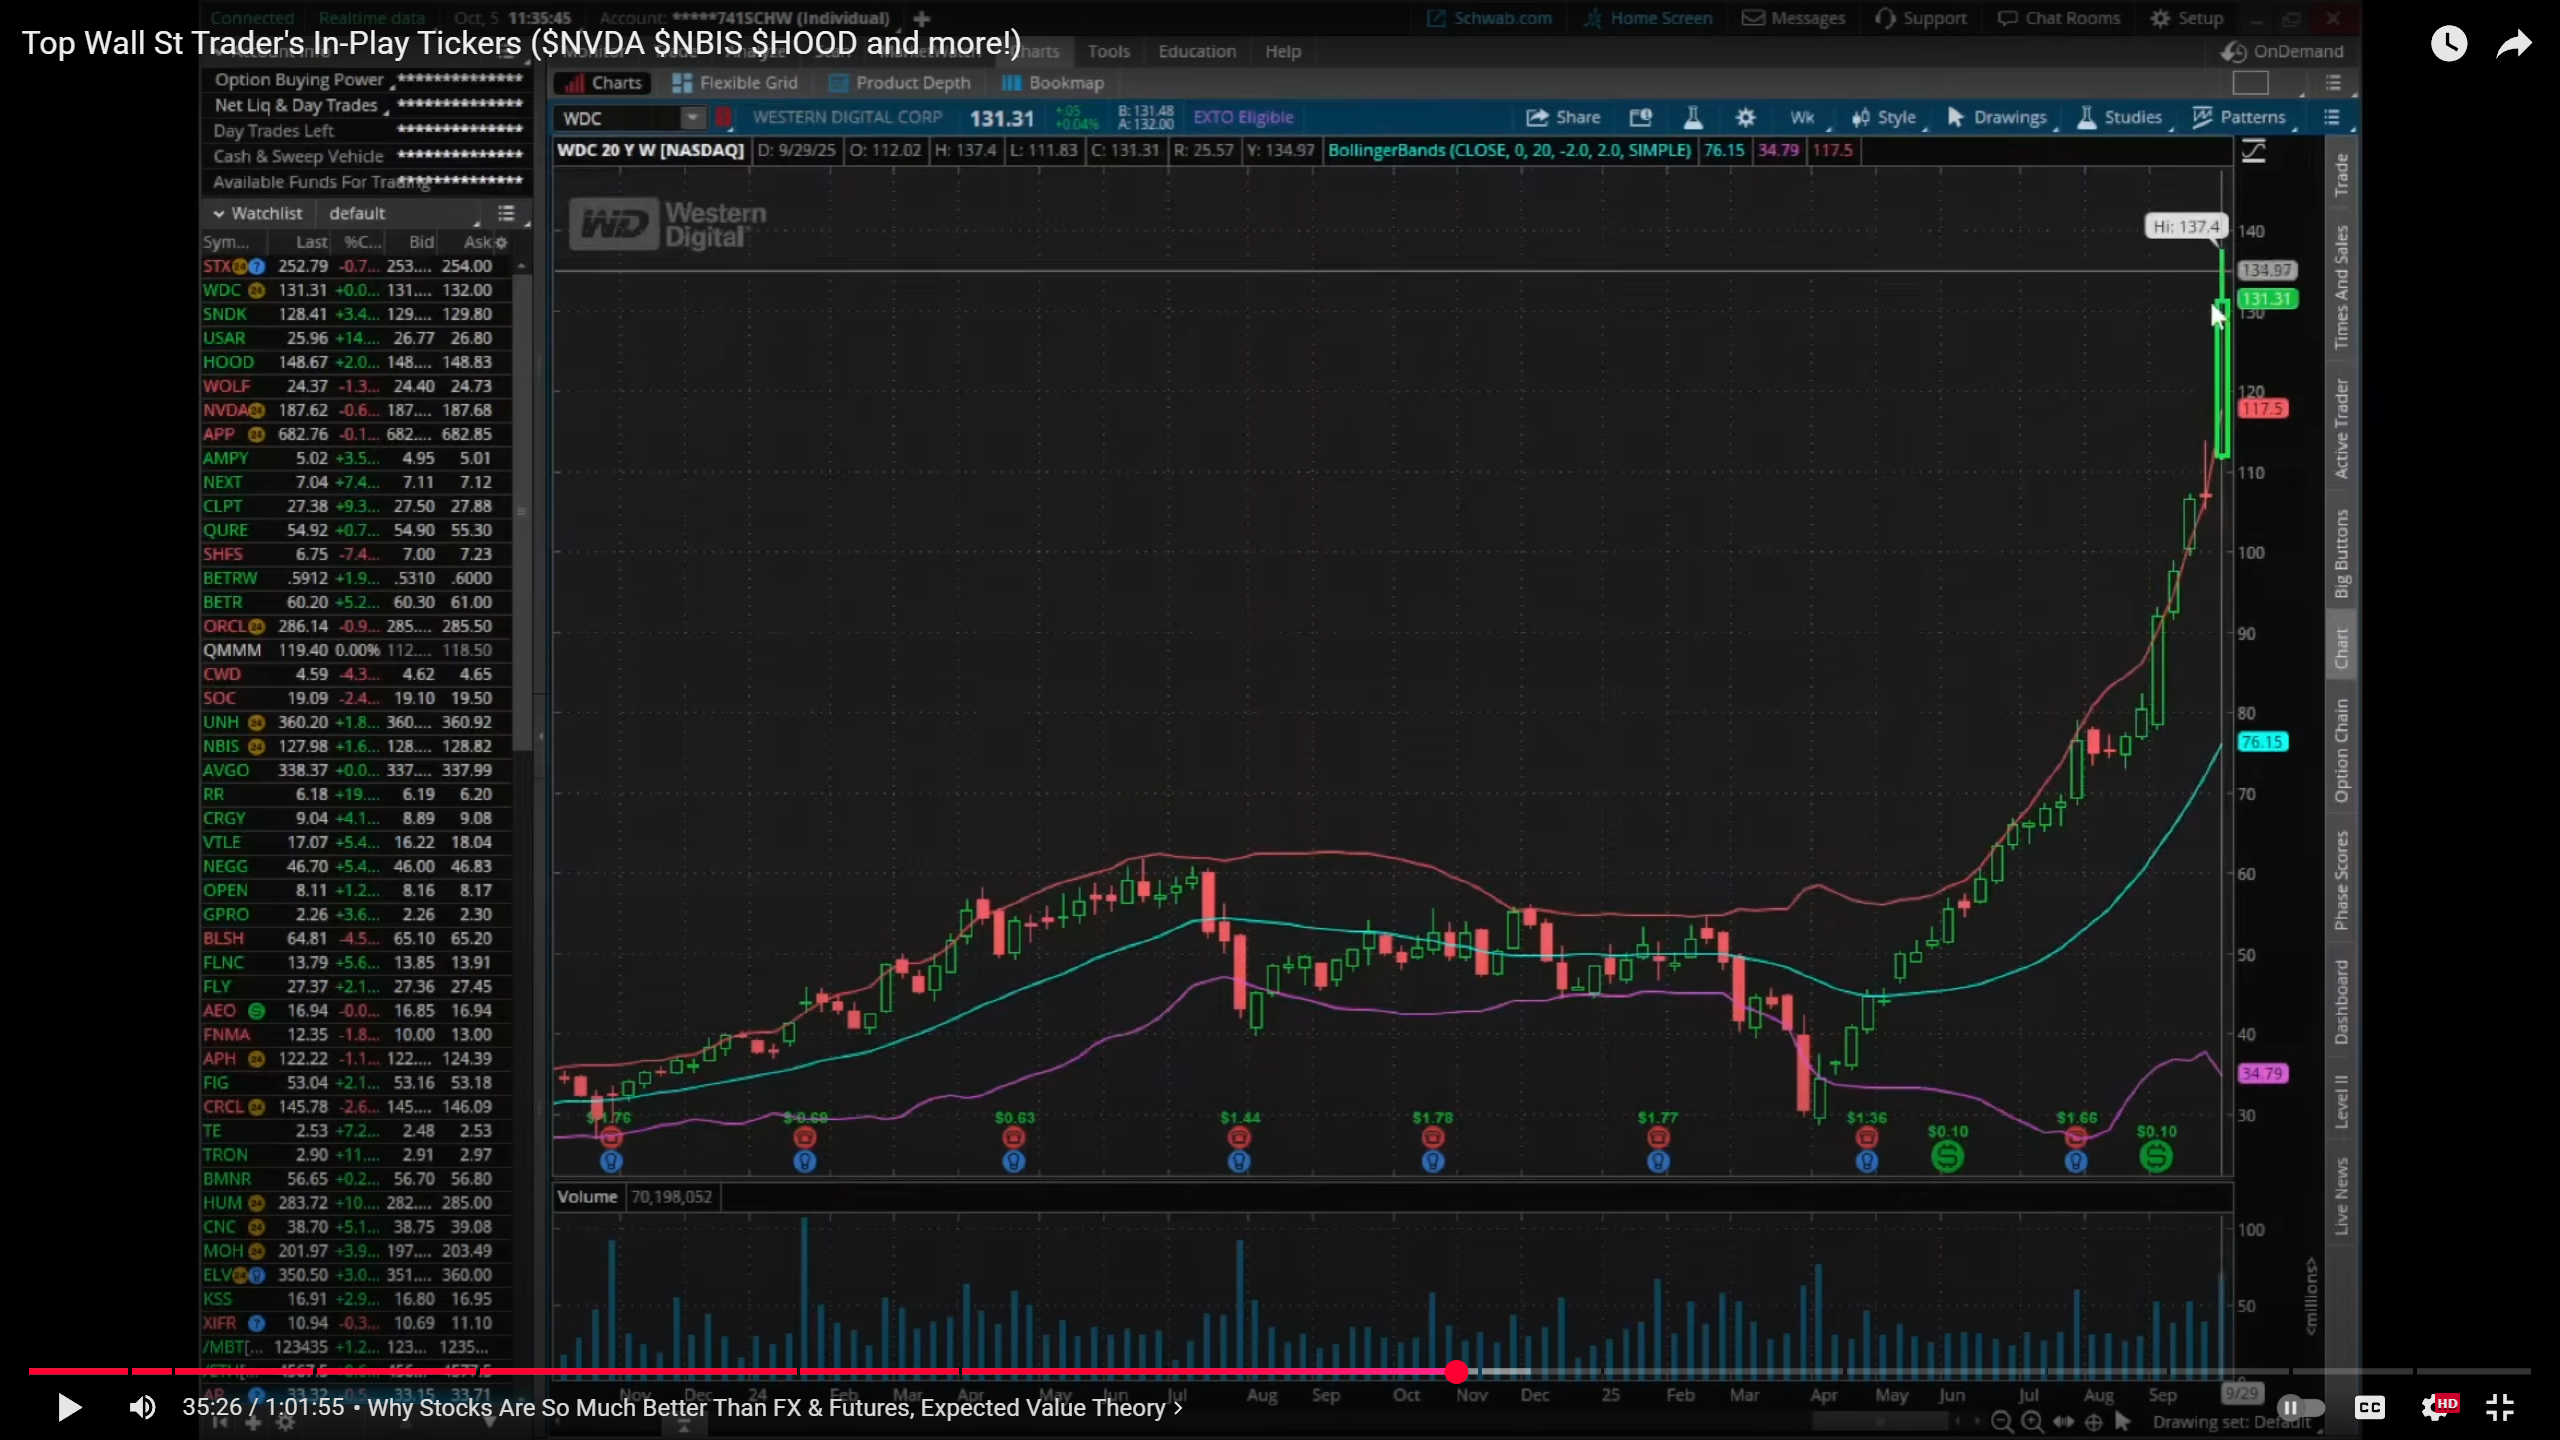 Connected Realtime data Oct, 5 11:35:45 Account: *****741SCHW (Individual) Schwab.com Home Screen Messages Support Chat Rooms Setup
Top Wall St Trader's In-Play Tickers ($NVDA $NBIS $HOOD and more!)
Charts Tools Education Help OnDemand
Charts Flexible Grid Product Depth Bookmap
Option Buying Power **************
Net Liq & Day Trades **************
Day Trades Left **************
Cash & Sweep Vehicle **************
Available Funds For Trading **************
Watchlist default
Sym... Last %C... Bid Ask
STX 252.79 -0.7... 253.... 254.00
WDC 131.31 +0.0... 131.... 132.00
SNDK 128.41 +3.4... 129.... 129.80
USAR 25.96 +14.... 26.77 26.80
HOOD 148.67 +2.0... 148.... 148.83
WOLF 24.37 -1.3... 24.40 24.73
NVDA 187.62 -0.6... 187.... 187.68
APP 682.76 -0.1... 682.... 682.85
AMPY 5.02 +3.5... 4.95 5.01
NEXT 7.04 +7.4... 7.11 7.12
CLPT 27.38 +9.3... 27.50 27.88
QURE 54.92 +0.7... 54.90 55.30
SHFS 6.75 -7.4... 7.00 7.23
BETRW .5912 +1.9... .5310 .6000
BETR 60.20 +5.2... 60.30 61.00
ORCL 286.14 -0.9... 285.... 285.50
QMMM 119.40 0.00% 112.... 118.50
CWD 4.59 -4.3... 4.62 4.65
SOC 19.09 -2.4... 19.10 19.50
UNH 360.20 +1.8... 360.... 360.92
NBIS 127.98 +1.6... 128.... 128.82
AVGO 338.37 +0.0... 337.... 337.99
RR 6.18 +19.... 6.19 6.20
CRGY 9.04 +4.1... 8.89 9.08
VTLE 17.07 +5.4... 16.22 18.04
NEGG 46.70 +5.4... 46.00 46.83
OPEN 8.11 +1.2... 8.16 8.17
GPRO 2.26 +3.6... 2.26 2.30
BLSH 64.81 -4.5... 65.10 65.20
FLNC 13.79 +5.6... 13.85 13.91
FLY 27.37 +2.1... 27.36 27.45
AEO 16.94 -0.0... 16.85 16.94
FNMA 12.35 -1.8... 10.00 13.00
APH 122.22 -1.1... 122.... 124.39
FIG 53.04 +2.1... 53.16 53.18
CRCL 145.78 -2.6... 145.... 146.09
TE 2.53 +7.2... 2.48 2.53
TRON 2.90 +11.... 2.91 2.97
BMNR 56.65 +0.2... 56.70 56.80
HUM 283.72 +10.... 282.... 285.00
CNC 38.70 +5.1... 38.75 39.08
MOH 201.97 +3.9... 197.... 203.49
ELV 350.50 +3.0... 351.... 360.00
KSS 16.91 +2.9... 16.80 16.95
XIFR 10.94 -0.3... 10.69 11.10
/MBT[... 123435 +1.2... 123... 1235...
33.32 33.15 33.71
WDC WESTERN DIGITAL CORP 131.31 +.05 +0.04% B: 131.48 A: 132.00 EXTO Eligible Share Wk Style Drawings Studies Patterns
WDC 20 Y W [NASDAQ] D: 9/29/25 O: 112.02 H: 137.4 L: 111.83 C: 131.31 R: 25.57 Y: 134.97 BollingerBands (CLOSE, 0, 20, -2.0, 2.0, SIMPLE) 76.15 34.79 117.5
WD Western Digital
Hi: 137.4
140
134.97
131.31
130
120
117.5
110
100
90
80
76.15
70
60
50
40
34.79
30
$1.76 $0.68 $0.63 $1.44 $1.78 $1.77 $1.36 $0.10 $1.66 $0.10
Volume 70,198,052
100
50
<millions>
Nov Dec 24 Feb Mar Apr May Jun Jul Aug Sep Oct Nov Dec 25 Feb Mar Apr May Jun Jul Aug Sep 9/29
Drawing set: Default
Trade
Times And Sales
Active Trader
Big Buttons
Chart
Option Chain
Phase Scores
Dashboard
Level II
Live News
35:26 / 1:01:55 • Why Stocks Are So Much Better Than FX & Futures, Expected Value Theory
CC HD